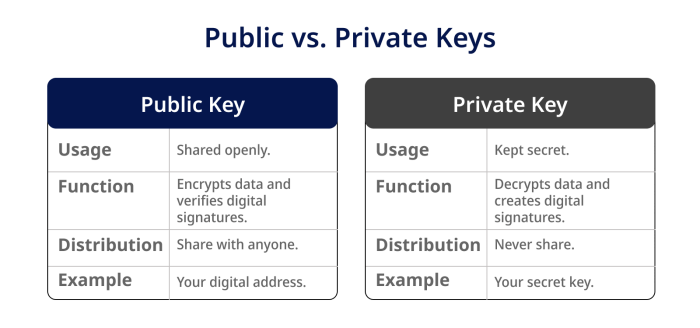 Public vs. Private Keys
Public Key
Usage
Shared openly.
Function
Encrypts data and
verifies digital
signatures.
Distribution
Share with anyone.
Example
Your digital address.
Private Key
Usage
Kept secret.
Function
Decrypts data and
creates digital
signatures.
Distribution
Never share.
Example
Your secret key.